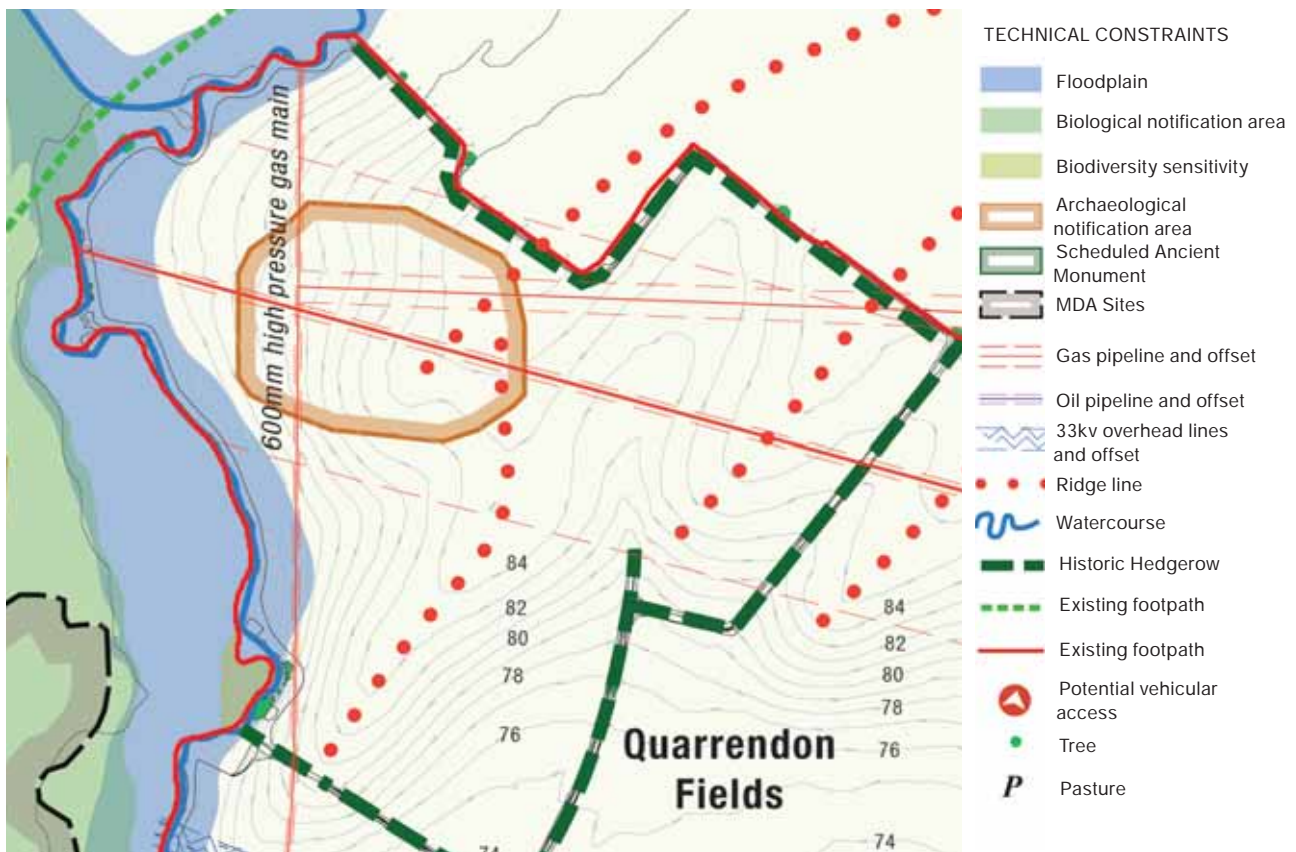 600mm high pressure gas main
84
82
80
78
76
84
82
80
78
76
74
74
Quarrendon
Fields
TECHNICAL CONSTRAINTS
Floodplain
Biological notification area
Biodiversity sensitivity
Archaeological
notification area
Scheduled Ancient
Monument
MDA Sites
Gas pipeline and offset
Oil pipeline and offset
33kv overhead lines
and offset
Ridge line
Watercourse
Historic Hedgerow
Existing footpath
Existing footpath
Potential vehicular
access
Tree
P
Pasture